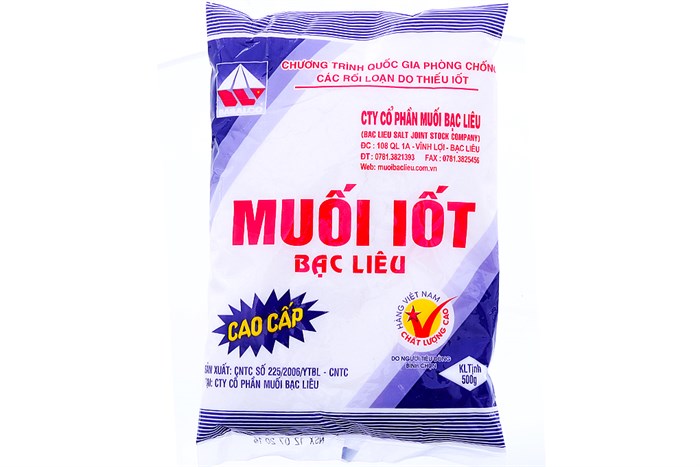 CHƯƠNG TRÌNH QUỐC GIA PHÒNG CHỐNG
CÁC RỐI LOẠN DO THIẾU IỐT
CTY CỔ PHẦN MUỐI BẠC LIÊU
(BAC LIEU SALT JOINT STOCK COMPANY)
ĐC : 108 QL 1A - VĨNH LỢI - BẠC LIÊU
ĐT : 0781.3821393 FAX : 0781.3825456
Web: muoibaclieu.com.vn
MUỐI IỐT
BẠC LIÊU
CAO CẤP
HÀNG VIỆT NAM
CHẤT LƯỢNG CAO
DO NGƯỜI TIÊU DÙNG
BÌNH CHỌN
KLTịnh
500g
SẢN XUẤT: CNTC SỐ 225/2006/YTBL - CNTC
TẠI: CTY CỔ PHẦN MUỐI BẠC LIÊU
NSX 12 07 2016